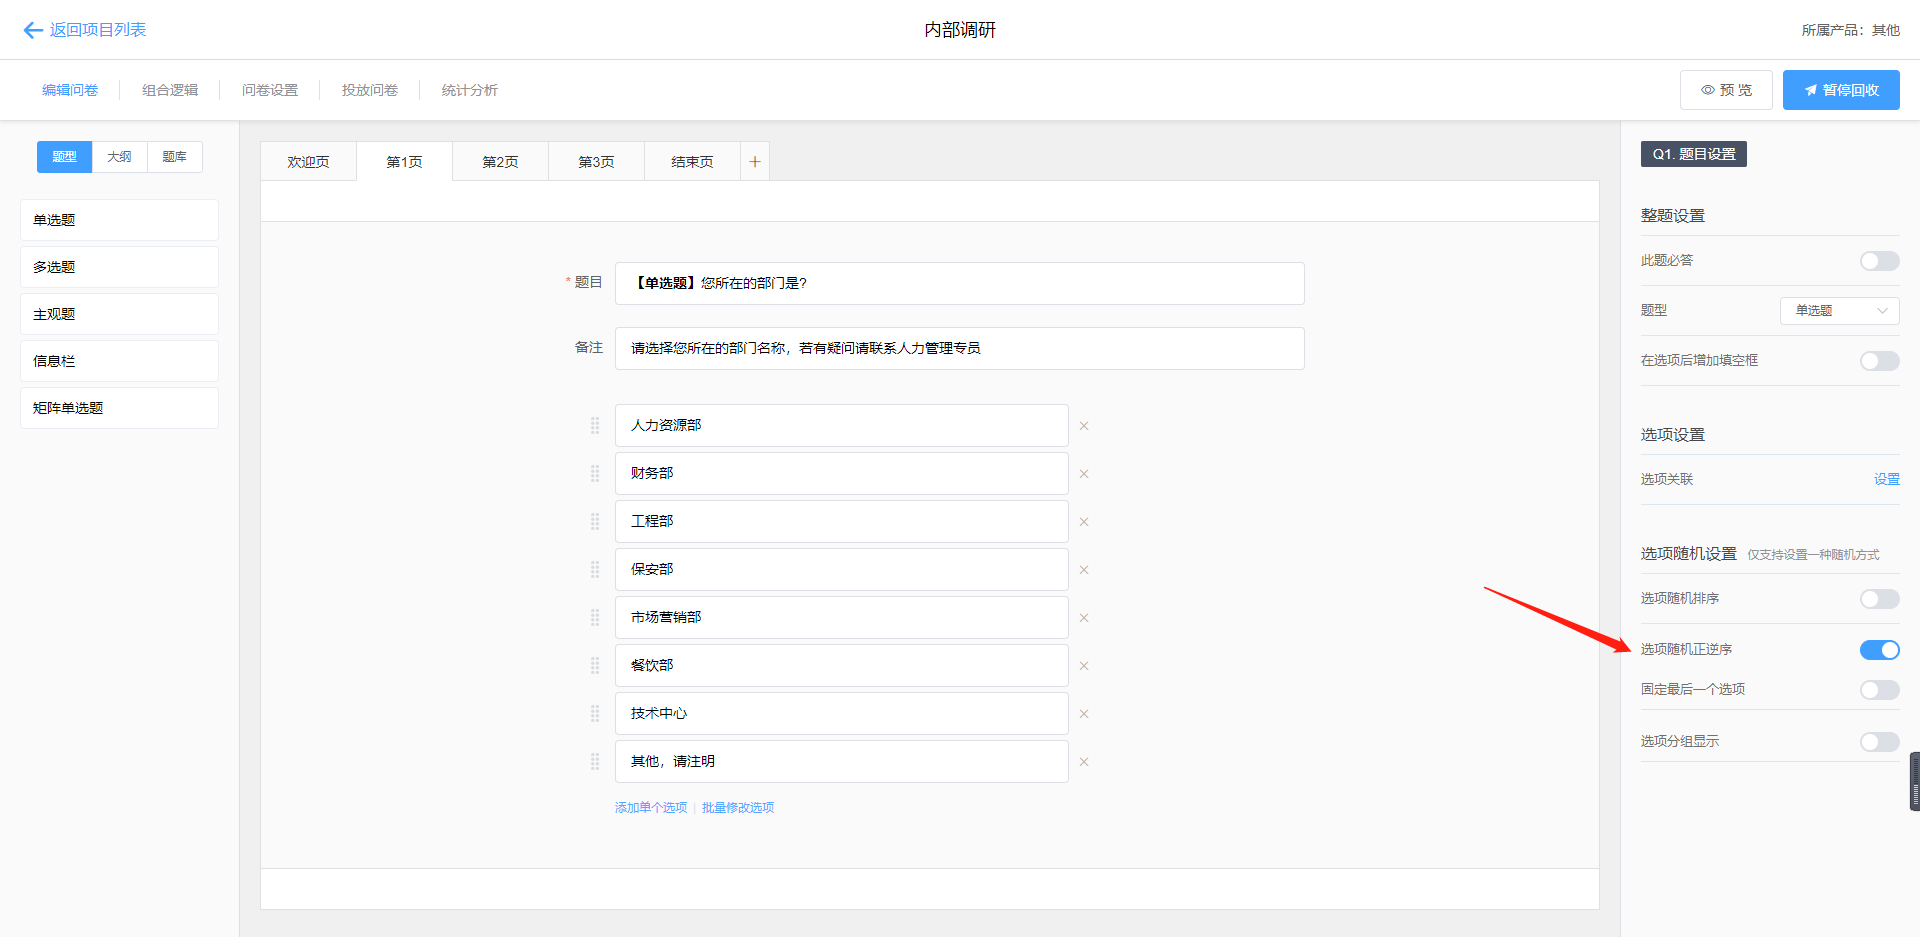 返回项目列表
内部调研
所属产品：其他
编辑问卷
组合逻辑
问卷设置
投放问卷
统计分析
预 览
暂停回收
题型
大纲
题库
单选题
多选题
主观题
信息栏
矩阵单选题
欢迎页
第1页
第2页
第3页
结束页
+
* 题目
【单选题】您所在的部门是?
备注
请选择您所在的部门名称，若有疑问请联系人力管理专员
人力资源部
财务部
工程部
保安部
市场营销部
餐饮部
技术中心
其他，请注明
添加单个选项 | 批量修改选项
Q1. 题目设置
整题设置
此题必答
题型
单选题
在选项后增加填空框
选项设置
选项关联
设置
选项随机设置 仅支持设置一种随机方式
选项随机排序
选项随机正逆序
固定最后一个选项
选项分组显示